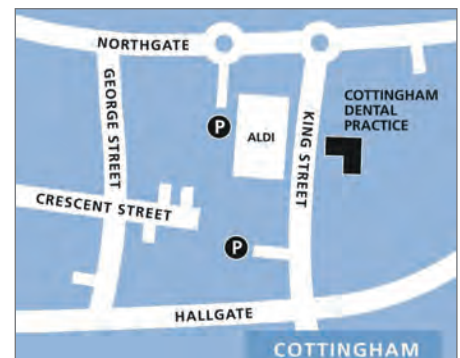 NORTHGATE
GEORGE STREET
COTTINGHAM
DENTAL
PRACTICE
P
ALDI
KING STREET
CRESCENT STREET
P
HALLGATE
COTTINGHAM